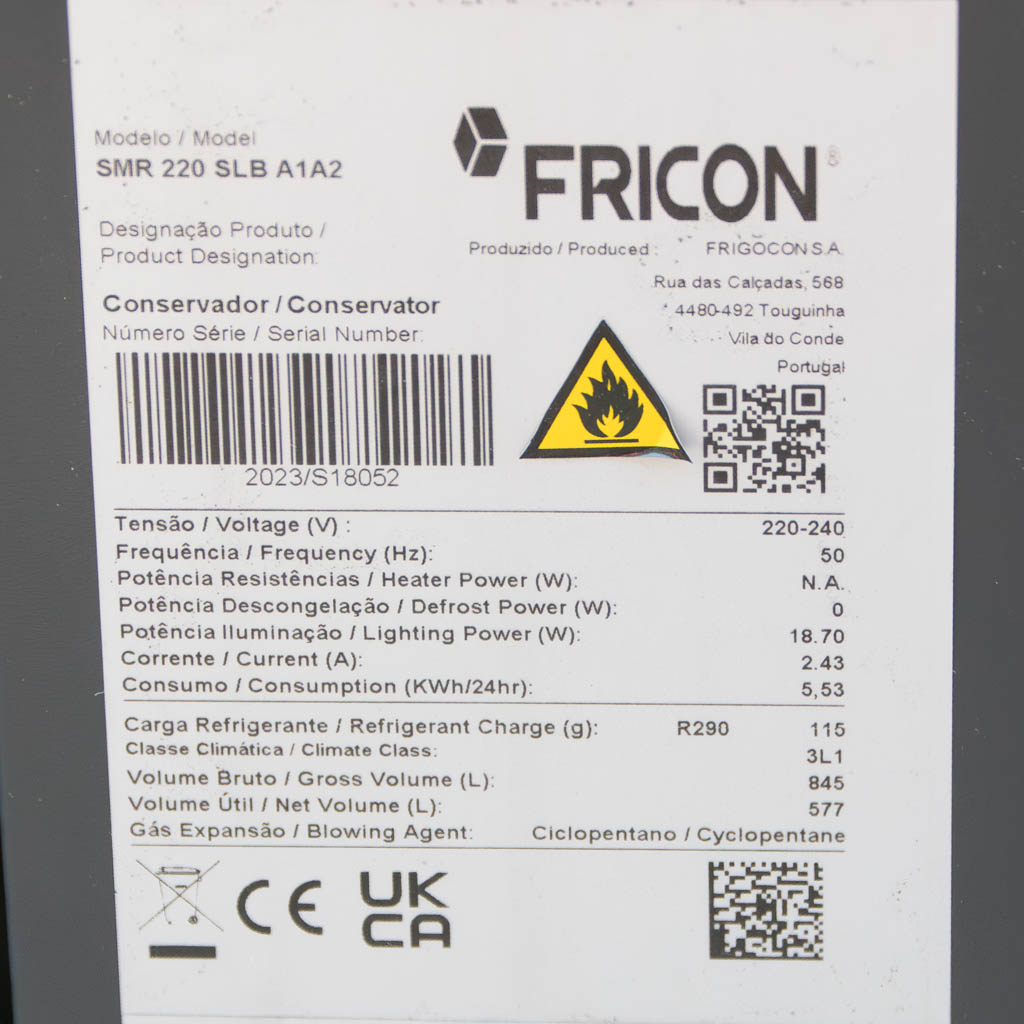 Modelo / Model
SMR 220 SLB A1A2
FRICON®
Designação Produto /
Product Designation:
Produzido / Produced : FRIGOCON S.A.
Rua das Calçadas, 568
4480-492 Touguinha
Vila do Conde
Portugal
Conservador / Conservator
Número Série / Serial Number:
2023/S18052
Tensão / Voltage (V) : 220-240
Frequência / Frequency (Hz): 50
Potência Resistências / Heater Power (W): N.A.
Potência Descongelação / Defrost Power (W): 0
Potência Iluminação / Lighting Power (W): 18.70
Corrente / Current (A): 2.43
Consumo / Consumption (KWh/24hr): 5,53
Carga Refrigerante / Refrigerant Charge (g): R290 115
Classe Climática / Climate Class: 3L1
Volume Bruto / Gross Volume (L): 845
Volume Útil / Net Volume (L): 577
Gás Expansão / Blowing Agent: Ciclopentano / Cyclopentane
CE
UK
CA